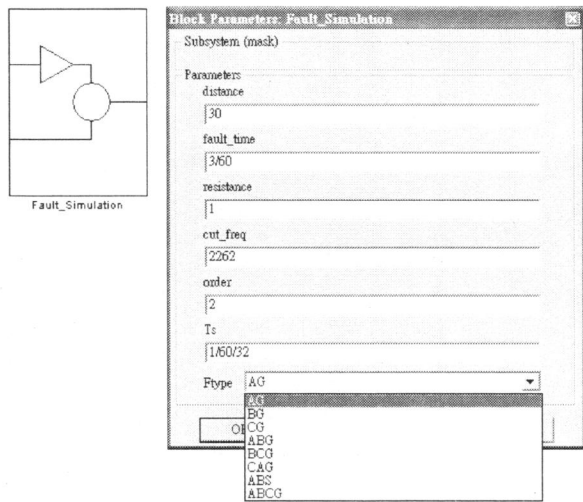 Block Parameters: Fault_Simulation
Subsystem (mask)
Parameters
distance
30
fault_time
3/60
resistance
1
cut_freq
2262
order
2
Ts
1/60/32
Ftype AG
AG
BG
CG
ABG
BCG
CAG
ABS
ABCG
Fault_Simulation